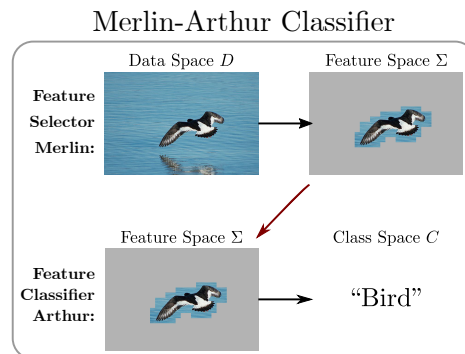 Merlin-Arthur Classifier
Data Space D
Feature Space Σ
Feature
Selector
Merlin:
Feature Space Σ
Class Space C
Feature
Classifier
Arthur:
“Bird”